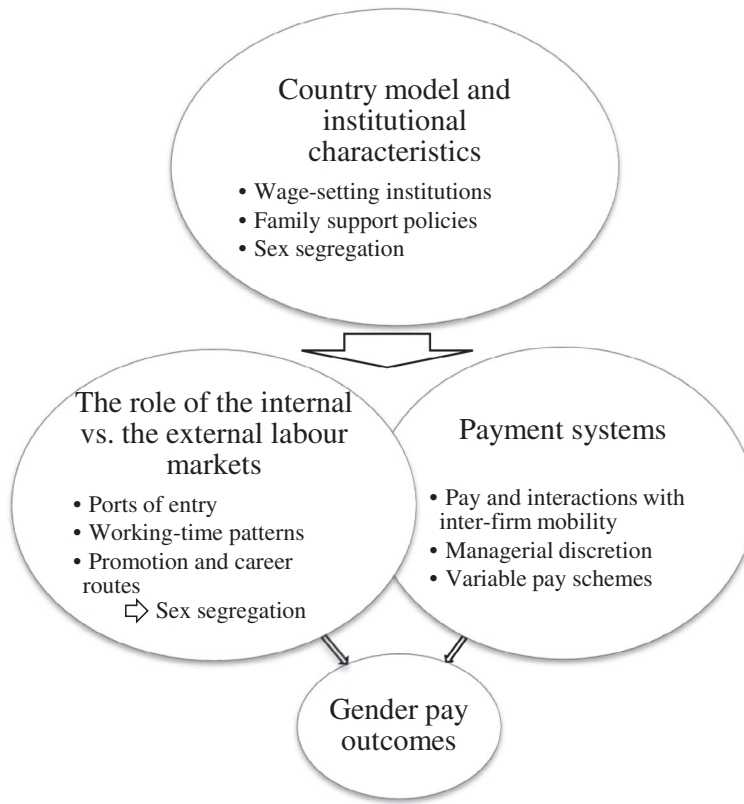 Country model and
institutional
characteristics
• Wage-setting institutions
• Family support policies
• Sex segregation
The role of the internal
vs. the external labour
markets
• Ports of entry
• Working-time patterns
• Promotion and career
routes
Sex segregation
Payment systems
• Pay and interactions with
inter-firm mobility
• Managerial discretion
• Variable pay schemes
Gender pay
outcomes